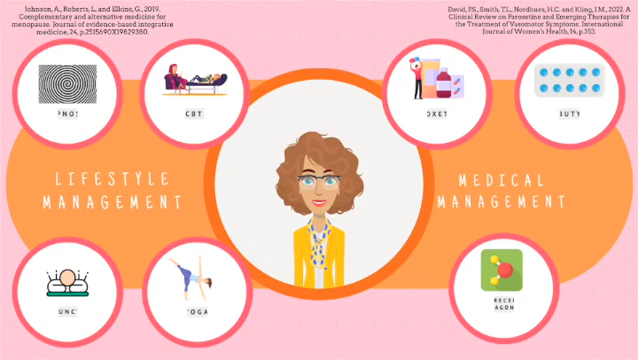 Johnson, A., Roberts, L. and Elkins, G., 2019.
Complementary and alternative medicine for
menopause. Journal of evidence-based integrative
medicine, 24, p.2515690X19829380.
David, P.S., Smith, T.L., Nordhues, H.C. and Kling, J.M., 2022. A
Clinical Review on Paroxetine and Emerging Therapies for
the Treatment of Vasomotor Symptoms. International
Journal of Women's Health, 14, p.353.
CBT
LIFESTYLE
MANAGEMENT
MEDICAL
MANAGEMENT
YOGA